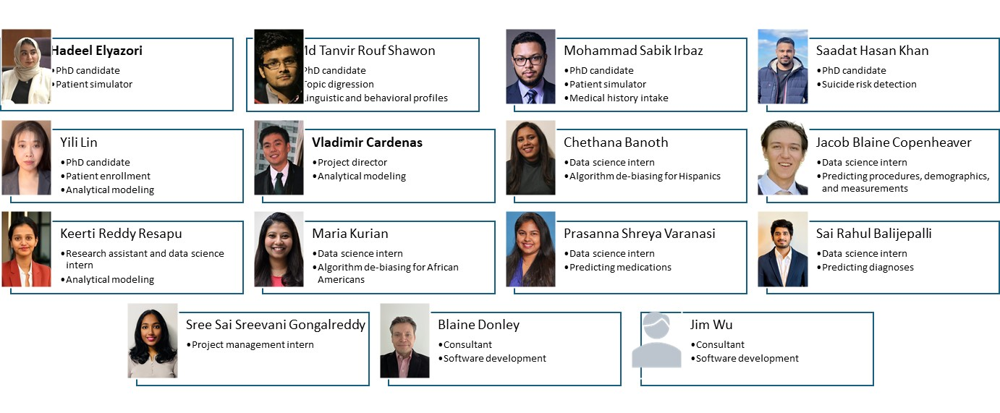 Hadeel Elyazori
•PhD candidate
•Patient simulator
Md Tanvir Rouf Shawon
PhD candidate
Topic digression
Linguistic and behavioral profiles
Mohammad Sabik Irbaz
•PhD candidate
•Patient simulator
•Medical history intake
Saadat Hasan Khan
•PhD candidate
•Suicide risk detection
Yili Lin
•PhD candidate
•Patient enrollment
•Analytical modeling
Vladimir Cardenas
•Project director
•Analytical modeling
Chethana Banoth
•Data science intern
•Algorithm de-biasing for Hispanics
Jacob Blaine Copenheaver
•Data science intern
•Predicting procedures, demographics,
and measurements
Keerti Reddy Resapu
•Research assistant and data science
intern
•Analytical modeling
Maria Kurian
•Data science intern
•Algorithm de-biasing for African
Americans
Prasanna Shreya Varanasi
•Data science intern
•Predicting medications
Sai Rahul Balijepalli
•Data science intern
•Predicting diagnoses
Sree Sai Sreevani Gongalreddy
•Project management intern
Blaine Donley
•Consultant
•Software development
Jim Wu
•Consultant
•Software development